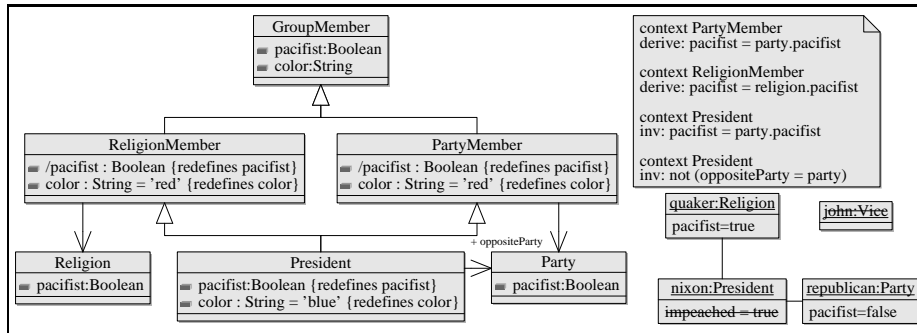 GroupMember
pacifist:Boolean
color:String
ReligionMember
/pacifist : Boolean {redefines pacifist}
color : String = 'red' {redefines color}
PartyMember
/pacifist : Boolean {redefines pacifist}
color : String = 'red' {redefines color}
Religion
pacifist:Boolean
President
pacifist:Boolean {redefines pacifist}
color : String = 'blue' {redefines color}
+ oppositeParty
Party
pacifist:Boolean
context PartyMember
derive: pacifist = party.pacifist
context ReligionMember
derive: pacifist = religion.pacifist
context President
inv: pacifist = party.pacifist
context President
inv: not (oppositeParty = party)
quaker:Religion
pacifist=true
john:Vice
nixon:President
impeached = true
republican:Party
pacifist=false